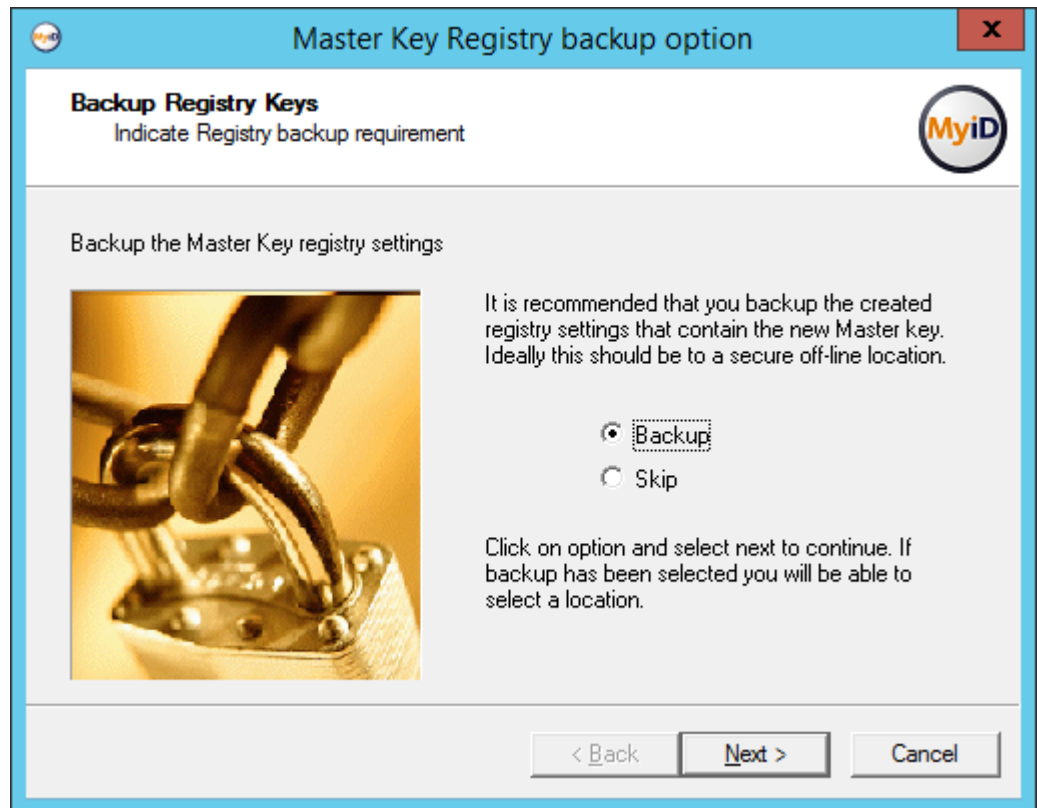 MyiD
Master Key Registry backup option
x
Backup Registry Keys
Indicate Registry backup requirement
MyiD
Backup the Master Key registry settings
It is recommended that you backup the created
registry settings that contain the new Master key.
Ideally this should be to a secure off-line location.
Backup
Skip
Click on option and select next to continue. If
backup has been selected you will be able to
select a location.
< Back
Next >
Cancel